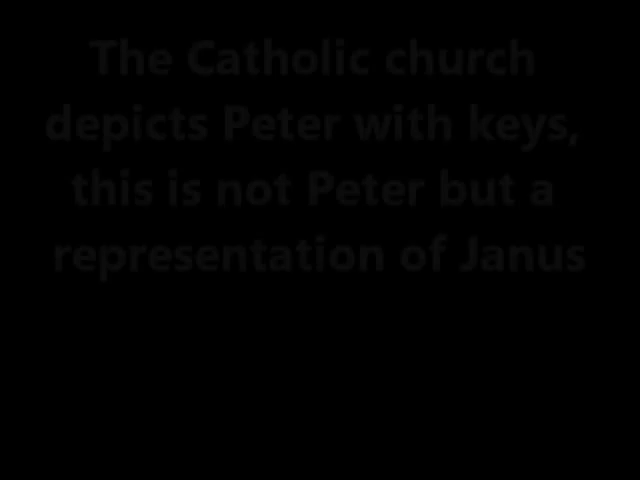 The Catholic church
depicts Peter with keys,
this is not Peter but a
representation of Janus